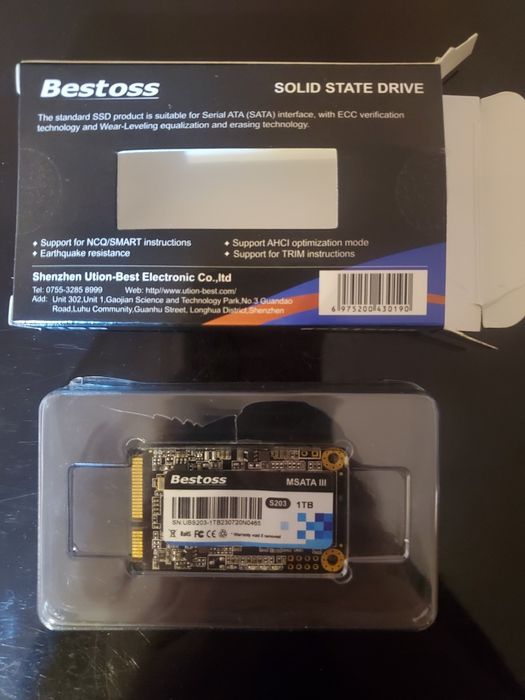 Bestoss
SOLID STATE DRIVE
The standard SSD product is suitable for Serial ATA (SATA) interface, with ECC verification
technology and Wear-Leveling equalization and erasing technology.
♦ Support for NCQ/SMART instructions
♦ Support AHCI optimization mode
♦ Earthquake resistance
♦ Support for TRIM instructions
Shenzhen Ution-Best Electronic Co.,ltd
Tel: 0755-3285 8999 Web: http//www.ution-best.com/
Add: Unit 302,Unit 1,Gaojian Science and Technology Park,No.3 Guandao
Road,Luhu Community,Guanhu Street, Longhua District,Shenzhen
6 975200 430190
Bestoss
MSATA III
S203
1TB
SN:UBS203-1TB230720N0465
RoHS CE FC
* Warranty void if removed